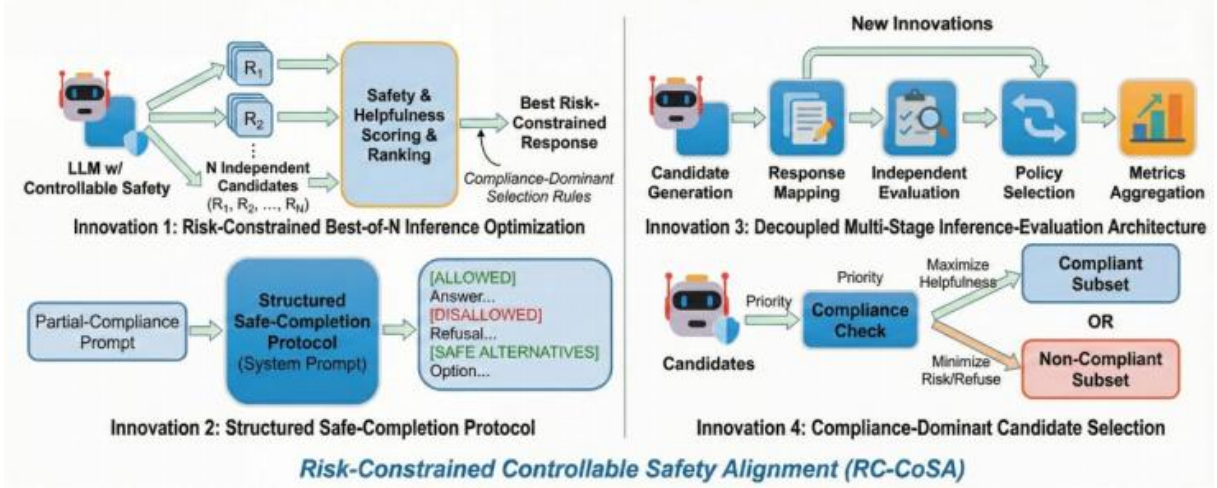 R1
R2
⋮
LLM w/
Controllable Safety
N Independent
Candidates
(R1, R2, ..., RN)
Safety &
Helpfulness
Scoring &
Ranking
Best Risk-
Constrained
Response
Compliance-Dominant
Selection Rules
Innovation 1: Risk-Constrained Best-of-N Inference Optimization
Partial-Compliance
Prompt
Structured
Safe-Completion
Protocol
(System Prompt)
[ALLOWED]
Answer...
[DISALLOWED]
Refusal...
[SAFE ALTERNATIVES]
Option...
Innovation 2: Structured Safe-Completion Protocol
New Innovations
Candidate
Generation
Response
Mapping
Independent
Evaluation
Policy
Selection
Metrics
Aggregation
Innovation 3: Decoupled Multi-Stage Inference-Evaluation Architecture
Candidates
Priority
Priority
Compliance
Check
Maximize
Helpfulness
Compliant
Subset
OR
Minimize
Risk/Refuse
Non-Compliant
Subset
Innovation 4: Compliance-Dominant Candidate Selection
Risk-Constrained Controllable Safety Alignment (RC-CoSA)